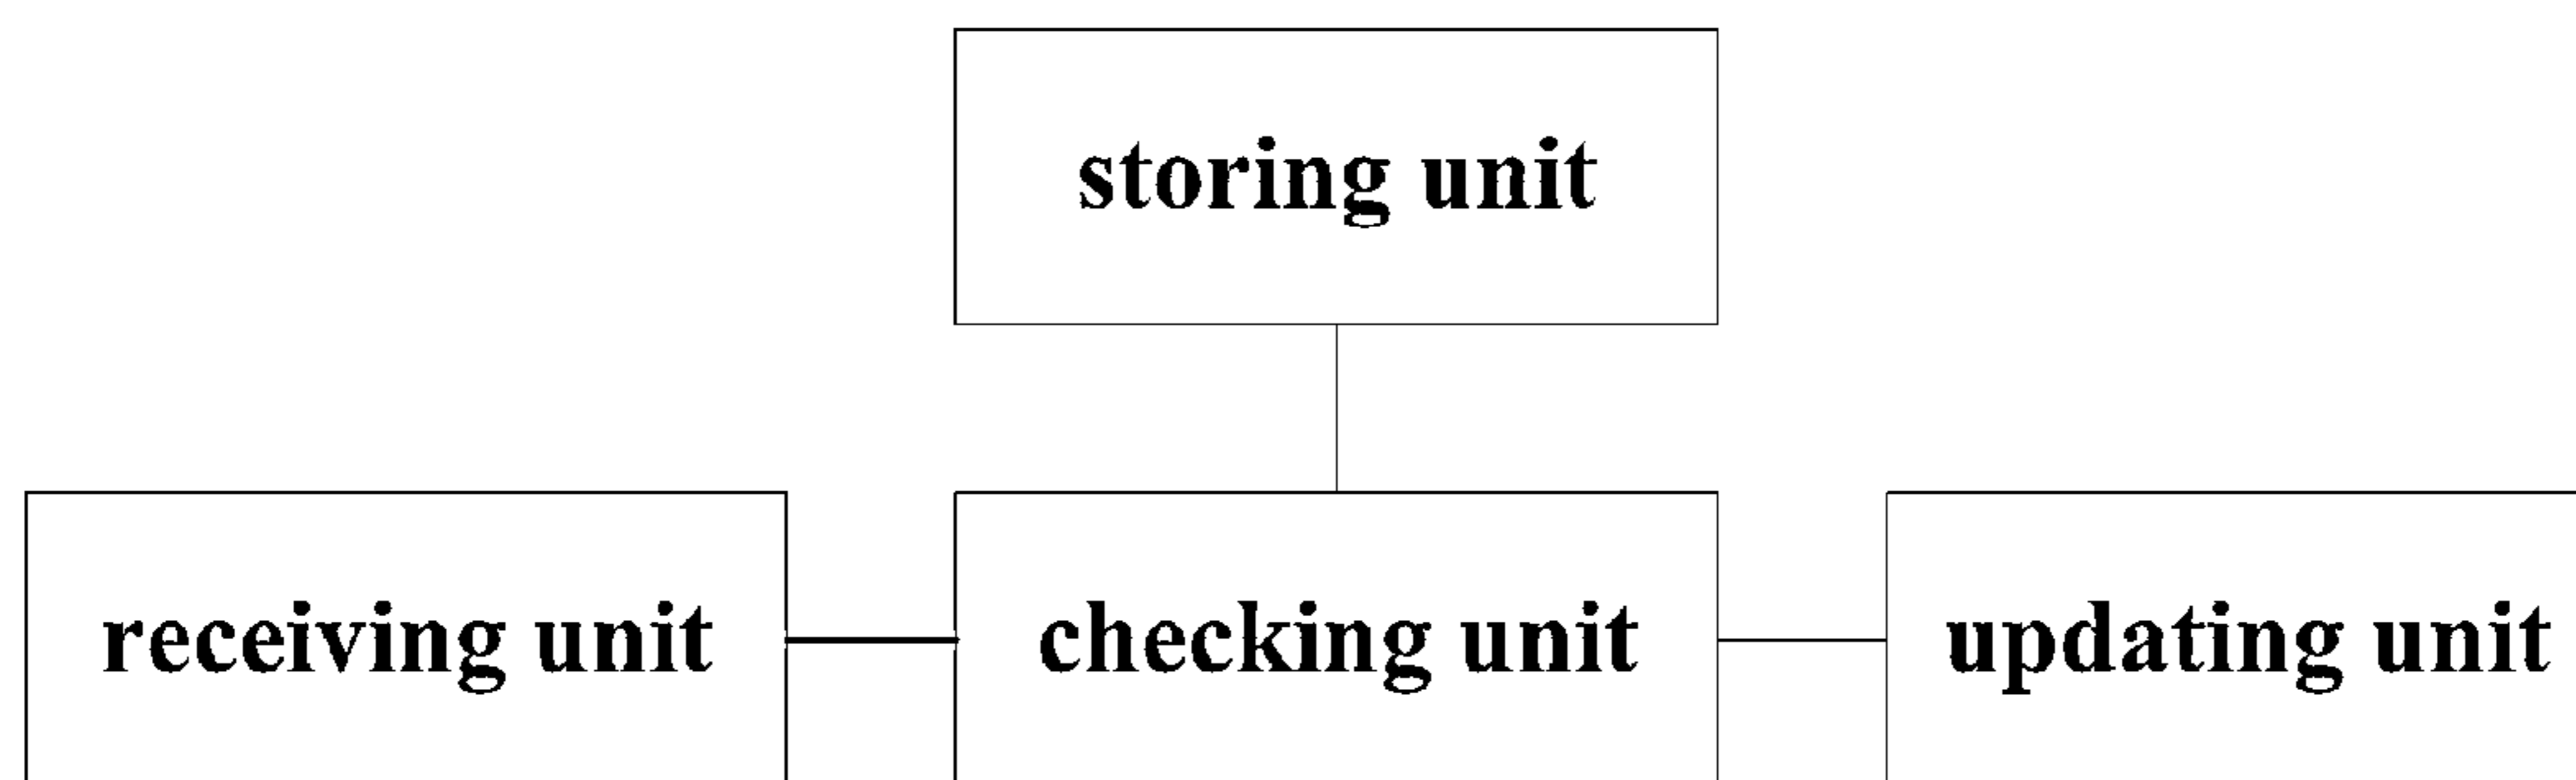 storing unit
receiving unit
checking unit
updating unit